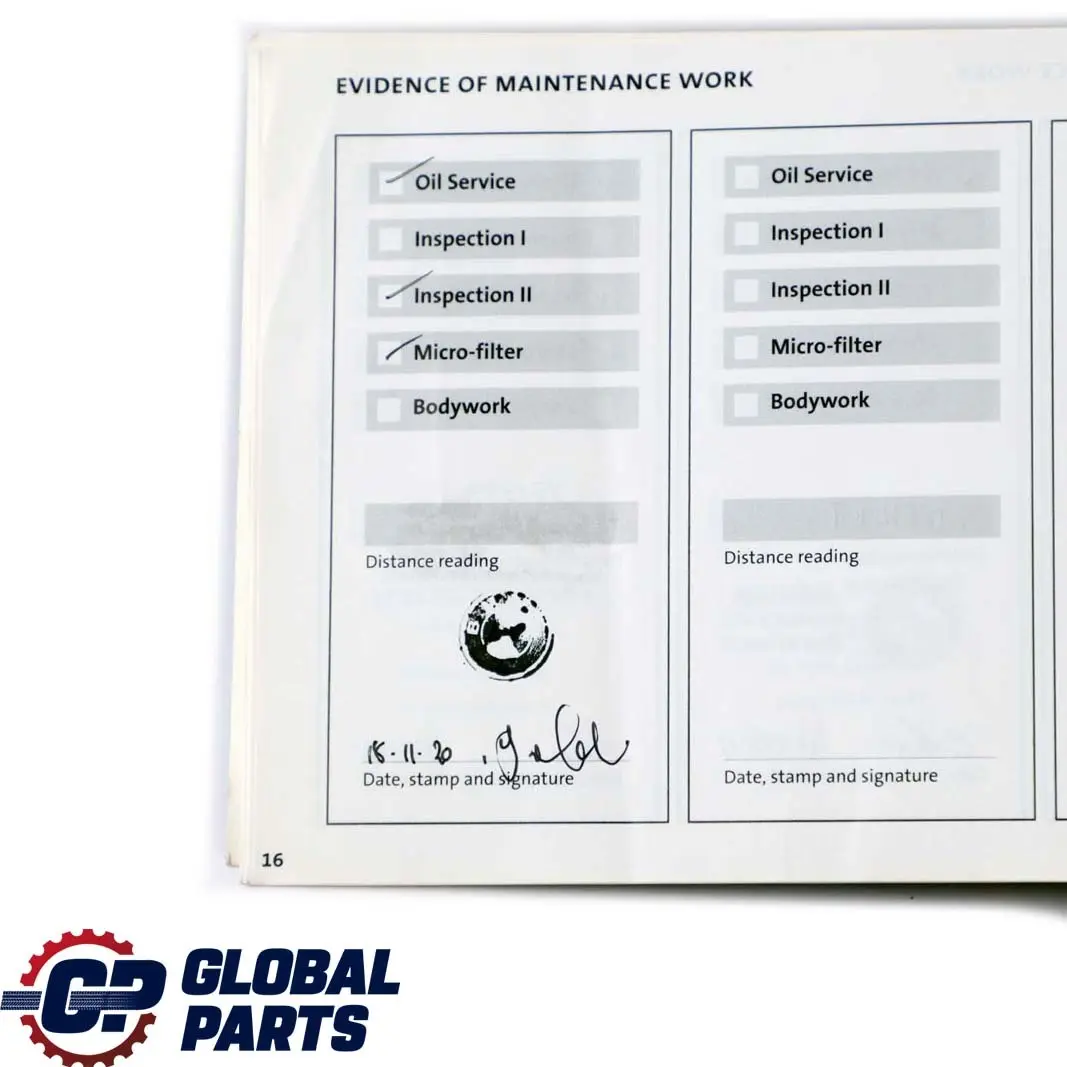 EVIDENCE OF MAINTENANCE WORK
Oil Service
Inspection I
Inspection II
Micro-filter
Bodywork
Distance reading
18-11-20
Date, stamp and signature
Oil Service
Inspection I
Inspection II
Micro-filter
Bodywork
Distance reading
Date, stamp and signature
16
GP GLOBAL
PARTS